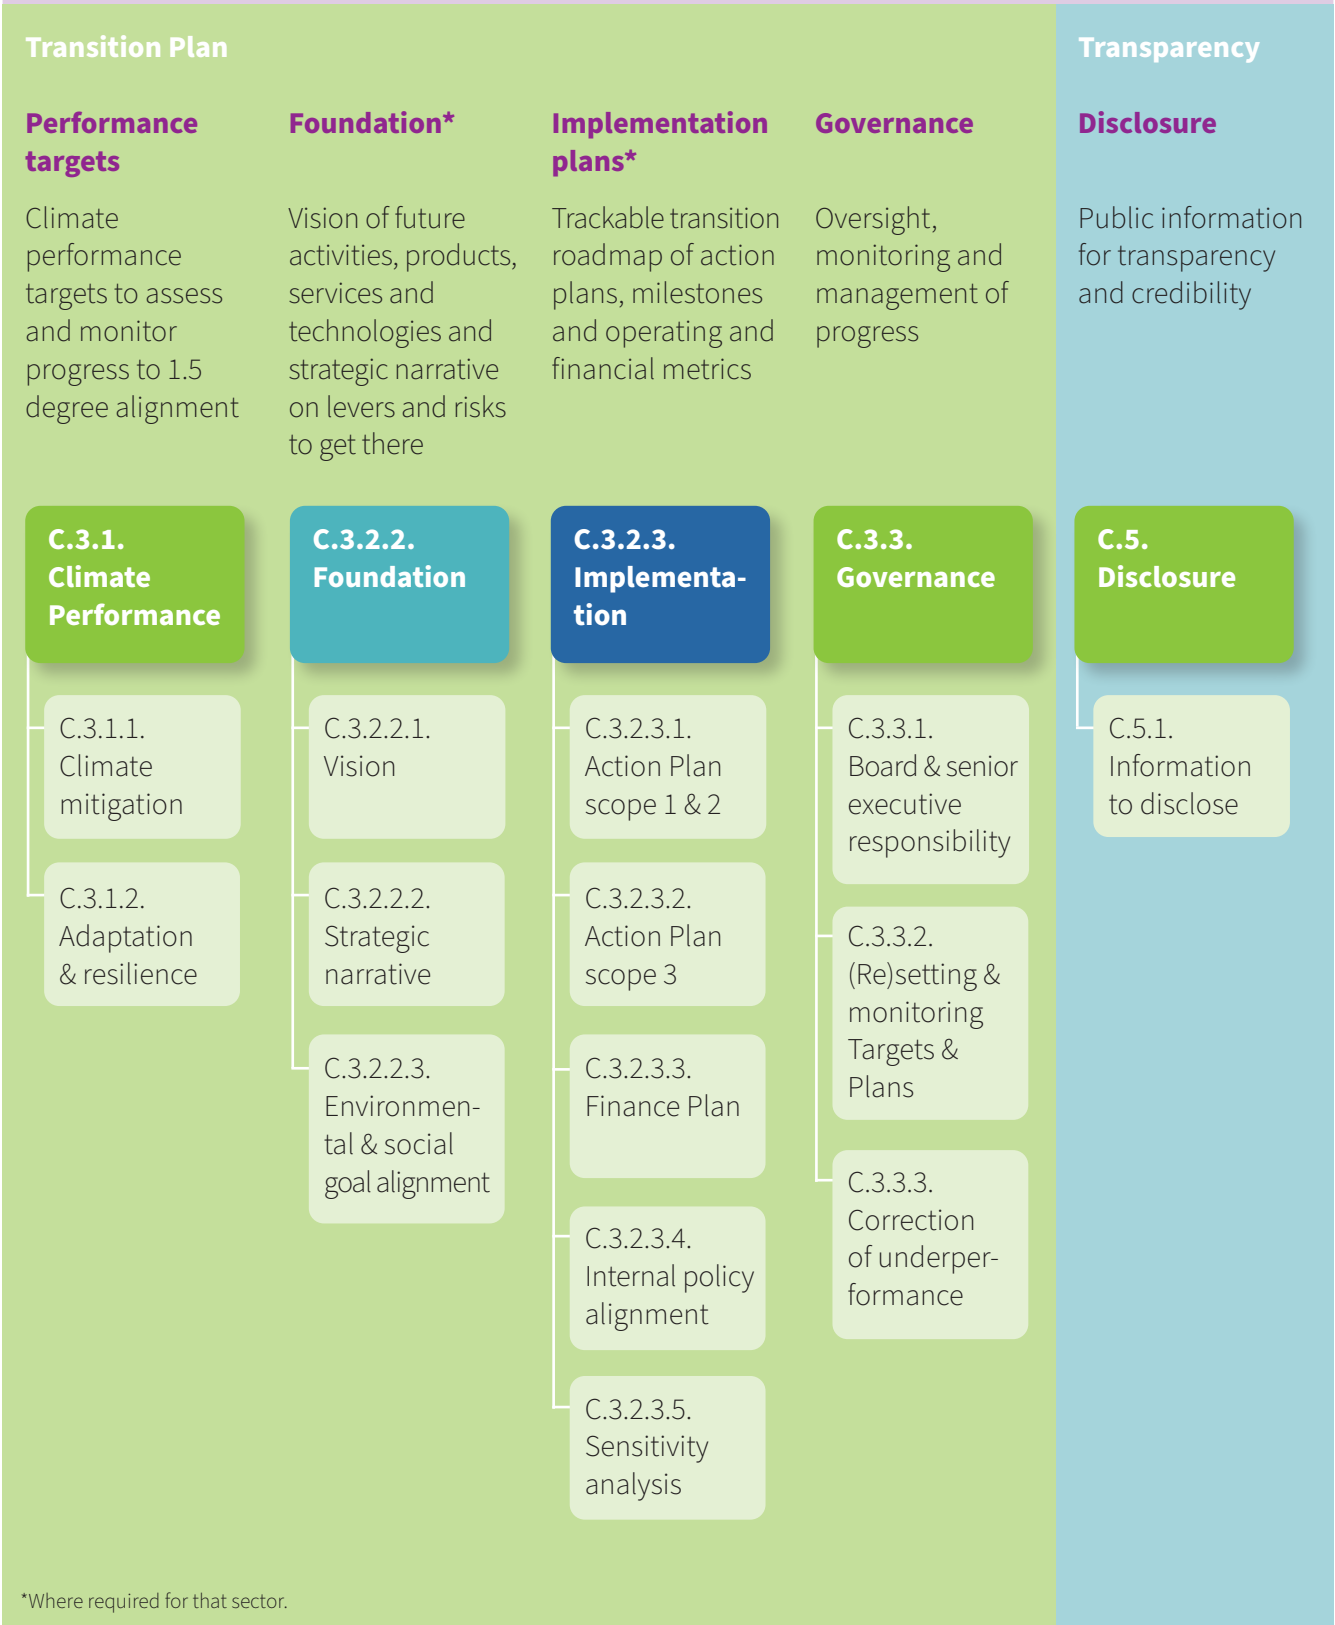 Transition Plan
Transparency
Performance
targets
Climate
performance
targets to assess
and monitor
progress to 1.5
degree alignment
Foundation*
Vision of future
activities, products,
services and
technologies and
strategic narrative
on levers and risks
to get there
Implementation
plans*
Trackable transition
roadmap of action
plans, milestones
and operating and
financial metrics
Governance
Oversight,
monitoring and
management of
progress
Disclosure
Public information
for transparency
and credibility
C.3.1.
Climate
Performance
C.3.1.1.
Climate
mitigation
C.3.1.2.
Adaptation
& resilience
C.3.2.2.
Foundation
C.3.2.2.1.
Vision
C.3.2.2.2.
Strategic
narrative
C.3.2.2.3.
Environmen-
tal & social
goal alignment
C.3.2.3.
Implementa-
tion
C.3.2.3.1.
Action Plan
scope 1 & 2
C.3.2.3.2.
Action Plan
scope 3
C.3.2.3.3.
Finance Plan
C.3.2.3.4.
Internal policy
alignment
C.3.2.3.5.
Sensitivity
analysis
C.3.3.
Governance
C.3.3.1.
Board & senior
executive
responsibility
C.3.3.2.
(Re)setting &
monitoring
Targets &
Plans
C.3.3.3.
Correction
of underper-
formance
C.5.
Disclosure
C.5.1.
Information
to disclose
*Where required for that sector.